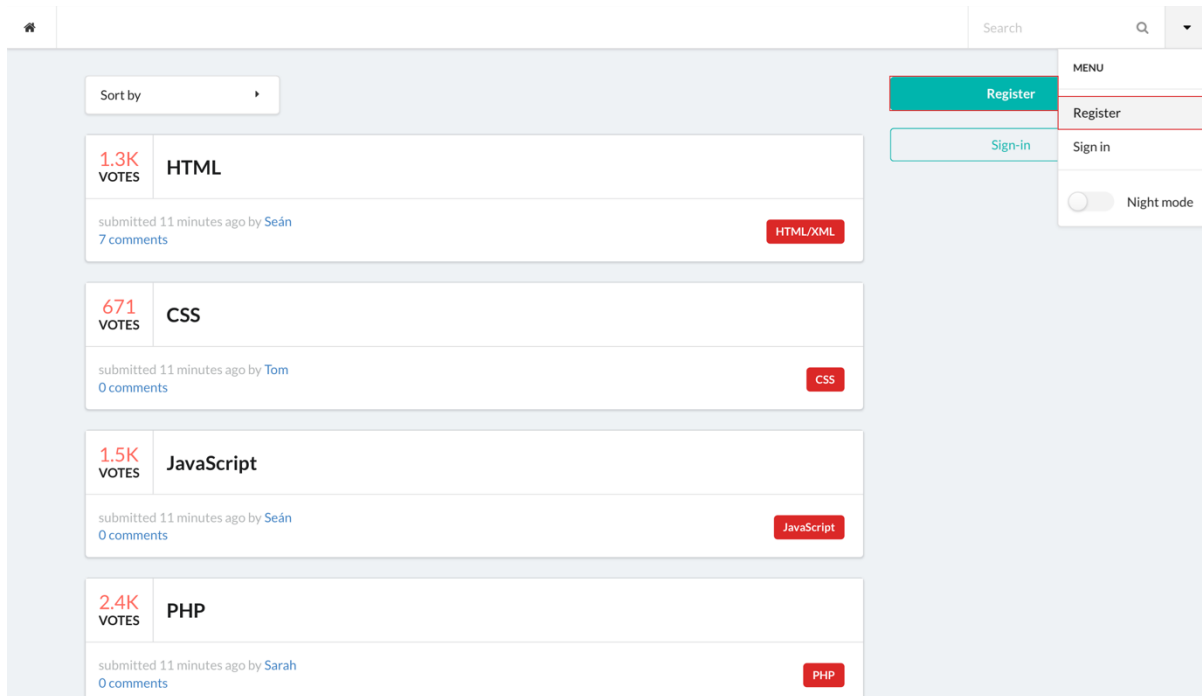 Search
MENU
Register
Sign in
Night mode
Sort by
Register
Sign-in
1.3K
VOTES
HTML
submitted 11 minutes ago by Seán
7 comments
HTML/XML
671
VOTES
CSS
submitted 11 minutes ago by Tom
0 comments
CSS
1.5K
VOTES
JavaScript
submitted 11 minutes ago by Seán
0 comments
JavaScript
2.4K
VOTES
PHP
submitted 11 minutes ago by Sarah
0 comments
PHP